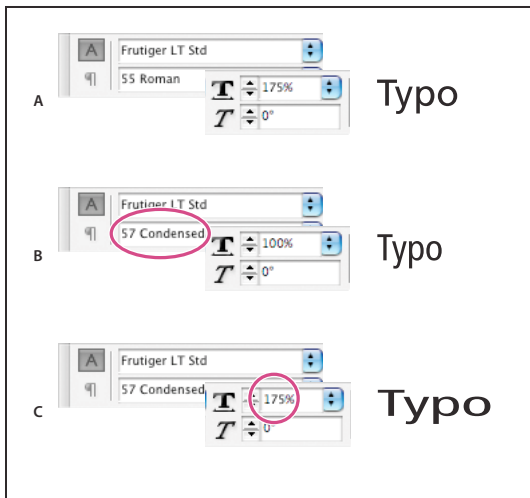 A
Frutiger LT Std
¶
55 Roman
T
175%
T
0°
Typo
A
A
Frutiger LT Std
¶
57 Condensed
T
100%
T
0°
Typo
B
A
Frutiger LT Std
¶
57 Condensed
T
175%
T
0°
Typo
C